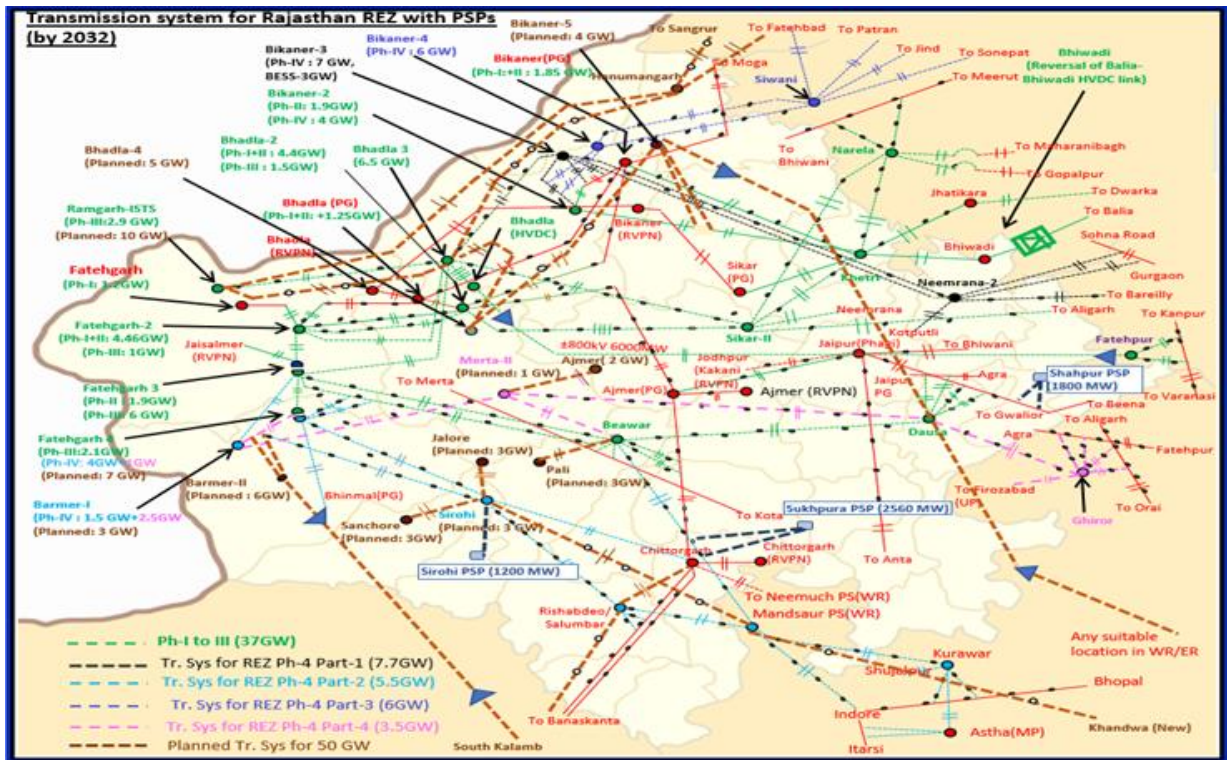 Transmission system for Rajasthan REZ with PSPs
(by 2032)
Bikaner-5
(Planned: 4 GW)
To Sangrur
To Fatehbad
To Patran
Bikaner-4
(Ph-IV : 6 GW)
Bikaner-3
(Ph-IV : 7 GW,
BESS-3GW)
Bikaner(PG)
(Ph-I:+II : 1.85 GW)
Hanumangarh
To Moga
To Jind
To Sonepat
To Meerut
Siwani
Bhiwadi
(Reversal of Balia-
Bhiwadi HVDC link)
Bikaner-2
(Ph-II: 1.9GW)
(Ph-IV : 4 GW)
Bhadla-2
(Ph-I+II : 4.4GW)
(Ph-III : 1.5GW)
Bhadla 3
(6.5 GW)
Bhadla-4
(Planned: 5 GW)
To
Bhiwani
Narela
To Maharanibagh
To Gopalpur
Jhatikara
To Dwarka
To Balia
Ramgarh-ISTS
(Ph-III:2.9 GW)
(Planned: 10 GW)
Bhadla (PG)
(Ph-I+II: +1.25GW)
Bhadla
(HVDC)
Bikaner
(RVPN)
Bhadla
(RVPN)
Bhiwadi
Sohna Road
Khetri
Sikar
(PG)
Neemrana-2
Gurgaon
To Bareilly
Fatehgarh
(Ph-I: 1.2GW)
Neemrana
To Aligarh
To Kanpur
Fatehgarh-2
(Ph-I+II: 4.46GW)
(Ph-III: 1GW)
Sikar-II
Kotputli
Jaisalmer
(RVPN)
±800kV 6000MW
Jaipur(Phagi)
To Bhiwani
Fatehpur
Merta-II
(Planned: 1 GW)
Ajmer( 2 GW)
Jodhpur
(Kakani)
(RVPN)
Agra
Shahpur PSP
(1800 MW)
Fatehgarh 3
(Ph-II : 1.9GW)
(Ph-III: 6 GW)
To Merta
Ajmer(PG)
Ajmer (RVPN)
Jaipur
PG
To Gwalior
To Beena
To Varanasi
To Aligarh
Fatehgarh 4
(Ph-III:2.1GW)
(Ph-IV: 4GW
(Planned: 7 GW)
Beawar
Dausa
Agra
Fatehpur
Jalore
(Planned: 3GW)
Pali
(Planned: 3GW)
Barmer-II
(Planned : 6GW)
To Firozabad
(UP)
To Orai
Ghiror
Barmer-I
(Ph-IV : 1.5 GW+2.5GW
(Planned: 3 GW)
Bhinmal(PG)
Sirohi
(Planned: 3 GW)
Sanchore
(Planned: 3GW)
To Kota
Sukhpura PSP (2560 MW)
Sirohi PSP (1200 MW)
Chittorgarh
Chittorgarh
(RVPN)
To Anta
To Neemuch PS(WR)
Mandsaur PS(WR)
Rishabdeo/
Salumbar
Any suitable
location in WR/ER
Kurawar
Shujalpur
Bhopal
Indore
Khandwa (New)
Itarsi
Astha(MP)
To Banaskanta
South Kalamb
Ph-I to III (37GW)
Tr. Sys for REZ Ph-4 Part-1 (7.7GW)
Tr. Sys for REZ Ph-4 Part-2 (5.5GW)
Tr. Sys for REZ Ph-4 Part-3 (6GW)
Tr. Sys for REZ Ph-4 Part-4 (3.5GW)
Planned Tr. Sys for 50 GW